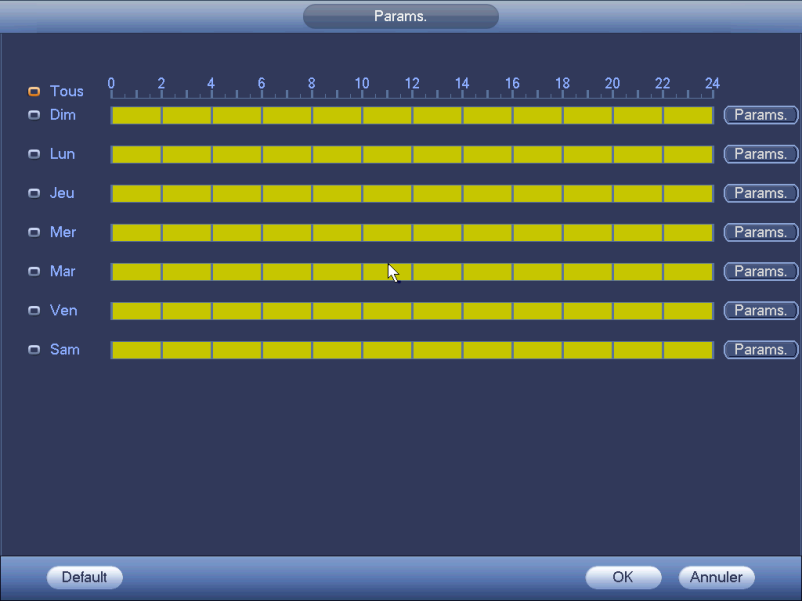 Params.
Tous 0 2 4 6 8 10 12 14 16 18 20 22 24
Dim Params.
Lun Params.
Jeu Params.
Mer Params.
Mar Params.
Ven Params.
Sam Params.
Default OK Annuler